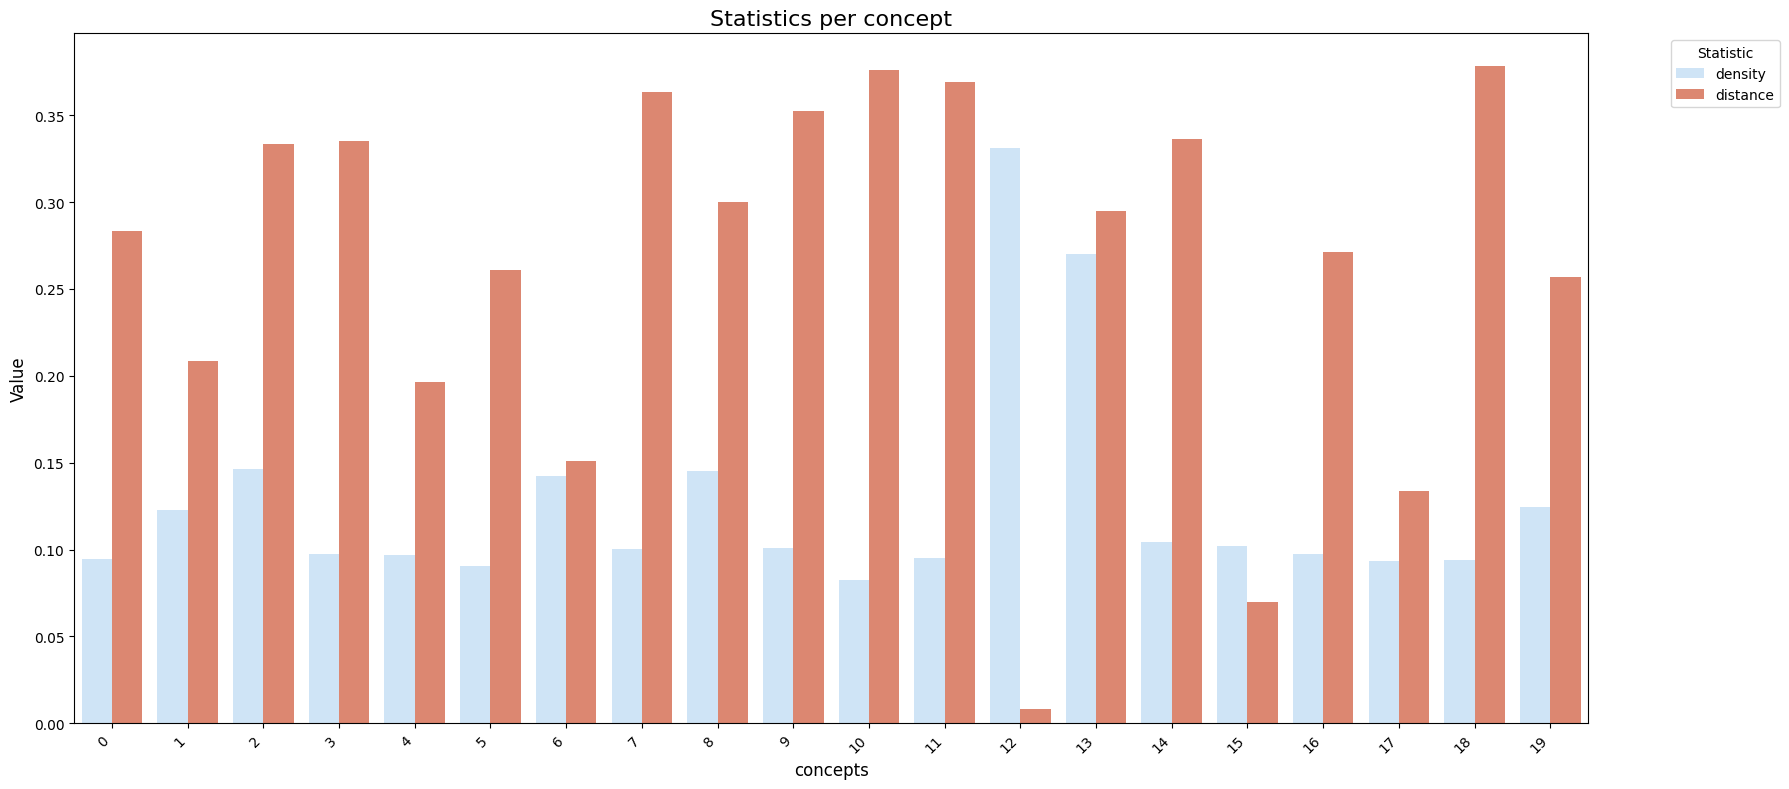 Statistics per concept
Statistic
density
distance
Value
0.35
0.30
0.25
0.20
0.15
0.10
0.05
0.00
0 1 2 3 4 5 6 7 8 9 10 11 12 13 14 15 16 17 18 19
concepts